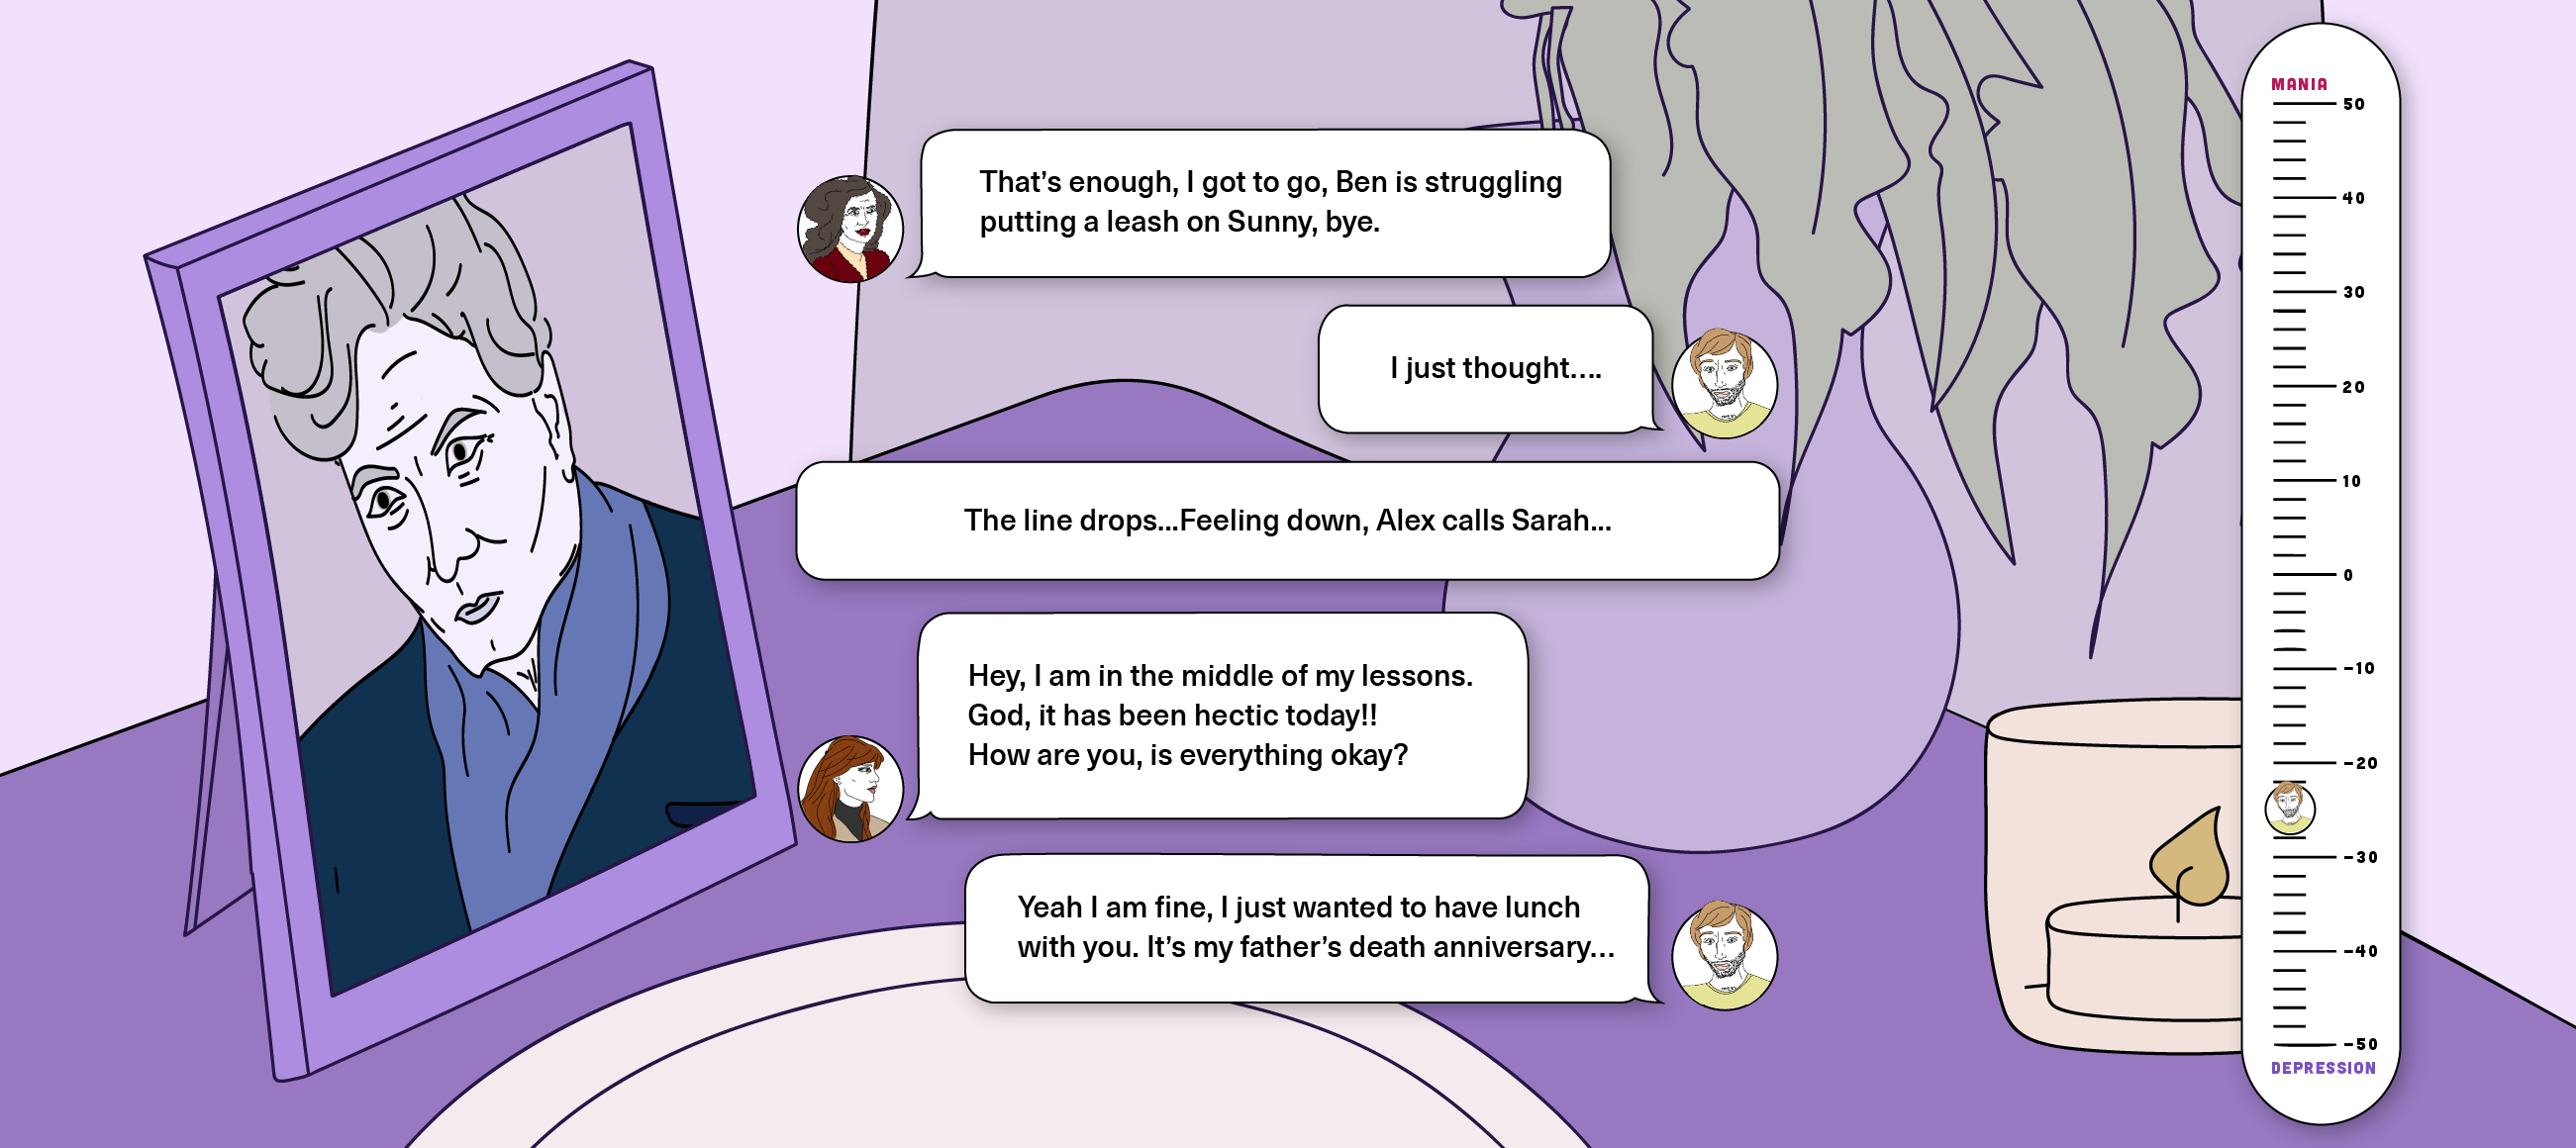 That’s enough, I got to go, Ben is struggling
putting a leash on Sunny, bye.
I just thought....
The line drops...Feeling down, Alex calls Sarah...
Hey, I am in the middle of my lessons.
God, it has been hectic today!!
How are you, is everything okay?
Yeah I am fine, I just wanted to have lunch
with you. It’s my father’s death anniversary...
MANIA
50
40
30
20
10
0
-10
-20
-30
-40
-50
DEPRESSION